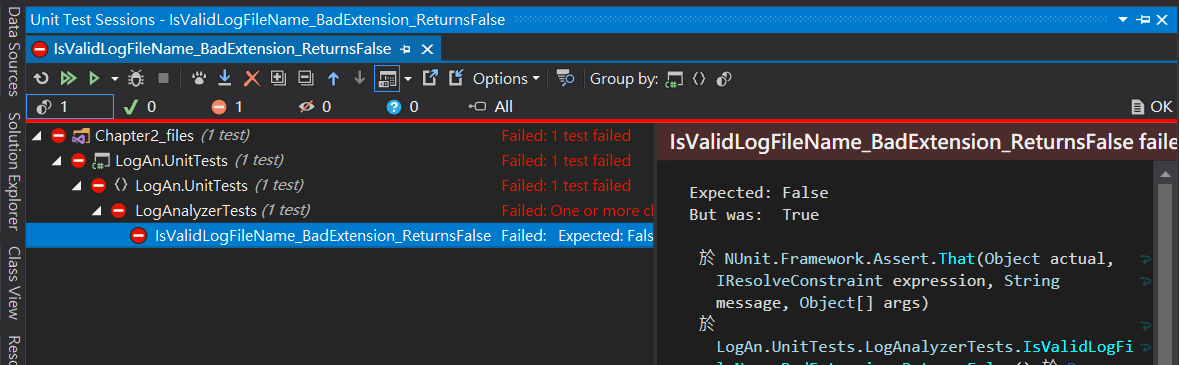 Data Sources
Solution Explorer
Class View
Unit Test Sessions - IsValidLogFileName_BadExtension_ReturnsFalse
IsValidLogFileName_BadExtension_ReturnsFalse
Options
Group by:
1
0
1
0
0
All
OK
Chapter2_files (1 test)
Failed: 1 test failed
LogAn.UnitTests (1 test)
Failed: 1 test failed
LogAn.UnitTests (1 test)
Failed: 1 test failed
LogAnalyzerTests (1 test)
Failed: One or more
IsValidLogFileName_BadExtension_ReturnsFalse Failed: Expected: Fals
IsValidLogFileName_BadExtension_ReturnsFalse faile
Expected: False
But was: True
於 NUnit.Framework.Assert.That(Object actual,
IResolveConstraint expression, String
message, Object[] args)
於
LogAn.UnitTests.LogAnalyzerTests.IsValidLogFi